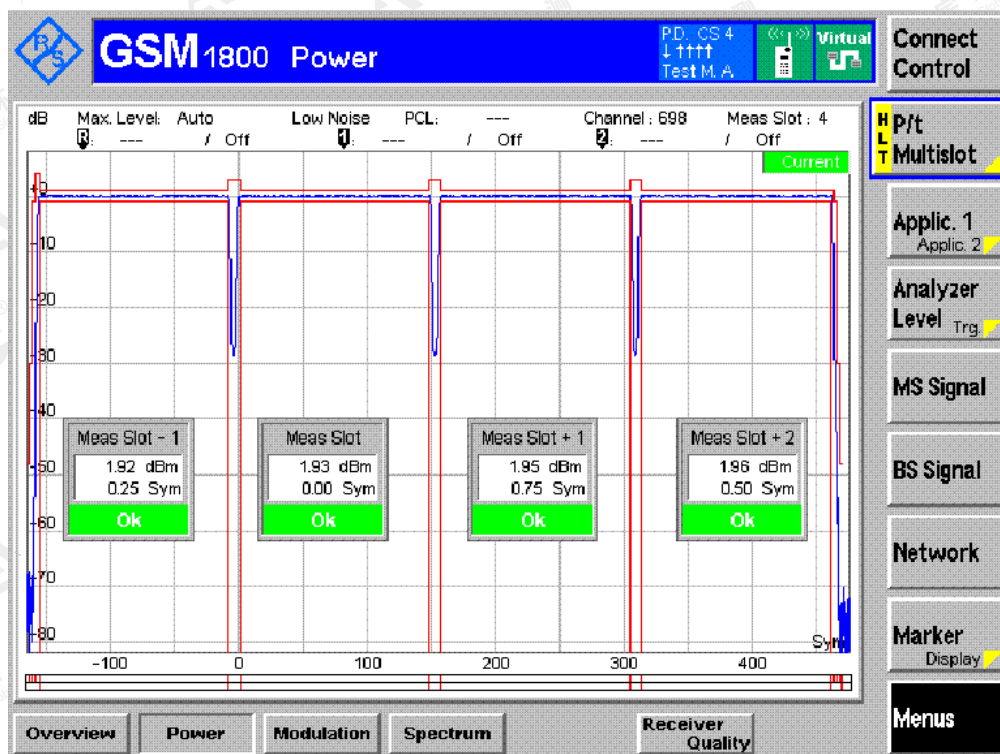 R/S
GSM 1800 Power
P.D. CS 4
↓↑↑↑↑
Test M. A
Virtual
Connect Control
dB Max. Level: Auto Low Noise PCL: --- Channel : 698 Meas Slot : 4
R: --- / Off 1: --- / Off 2: --- / Off
Current
+0
-10
-20
-30
-40
-50
-60
-70
-80
Meas Slot - 1
1.92 dBm
0.25 Sym
Ok
Meas Slot
1.93 dBm
0.00 Sym
Ok
Meas Slot + 1
1.95 dBm
0.75 Sym
Ok
Meas Slot + 2
1.96 dBm
0.50 Sym
Ok
Sym
-100 0 100 200 300 400
HLT
P/t Multislot
Applic. 1
Applic. 2
Analyzer
Level Trg.
MS Signal
BS Signal
Network
Marker
Display
Menus
Overview Power Modulation Spectrum Receiver Quality